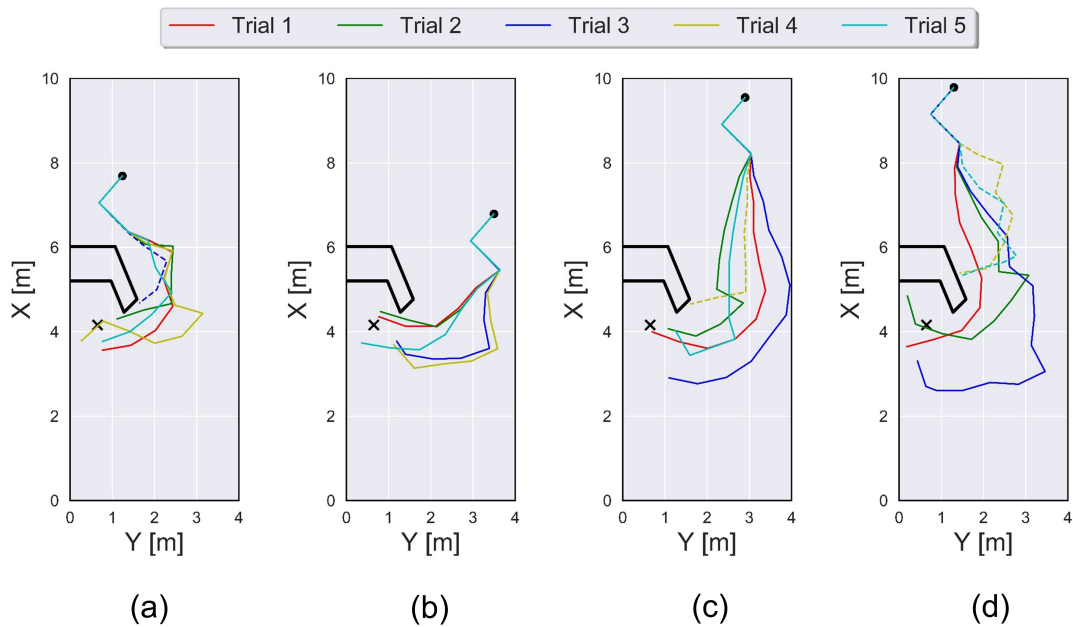 Trial 1 Trial 2 Trial 3 Trial 4 Trial 5
10 10 10 10
8 8 8 8
6 6 6 6
X [m] X [m] X [m] X [m]
4 4 4 4
2 2 2 2
0 0 0 0
0 1 2 3 4 0 1 2 3 4 0 1 2 3 4 0 1 2 3 4
Y [m] Y [m] Y [m] Y [m]
(a) (b) (c) (d)